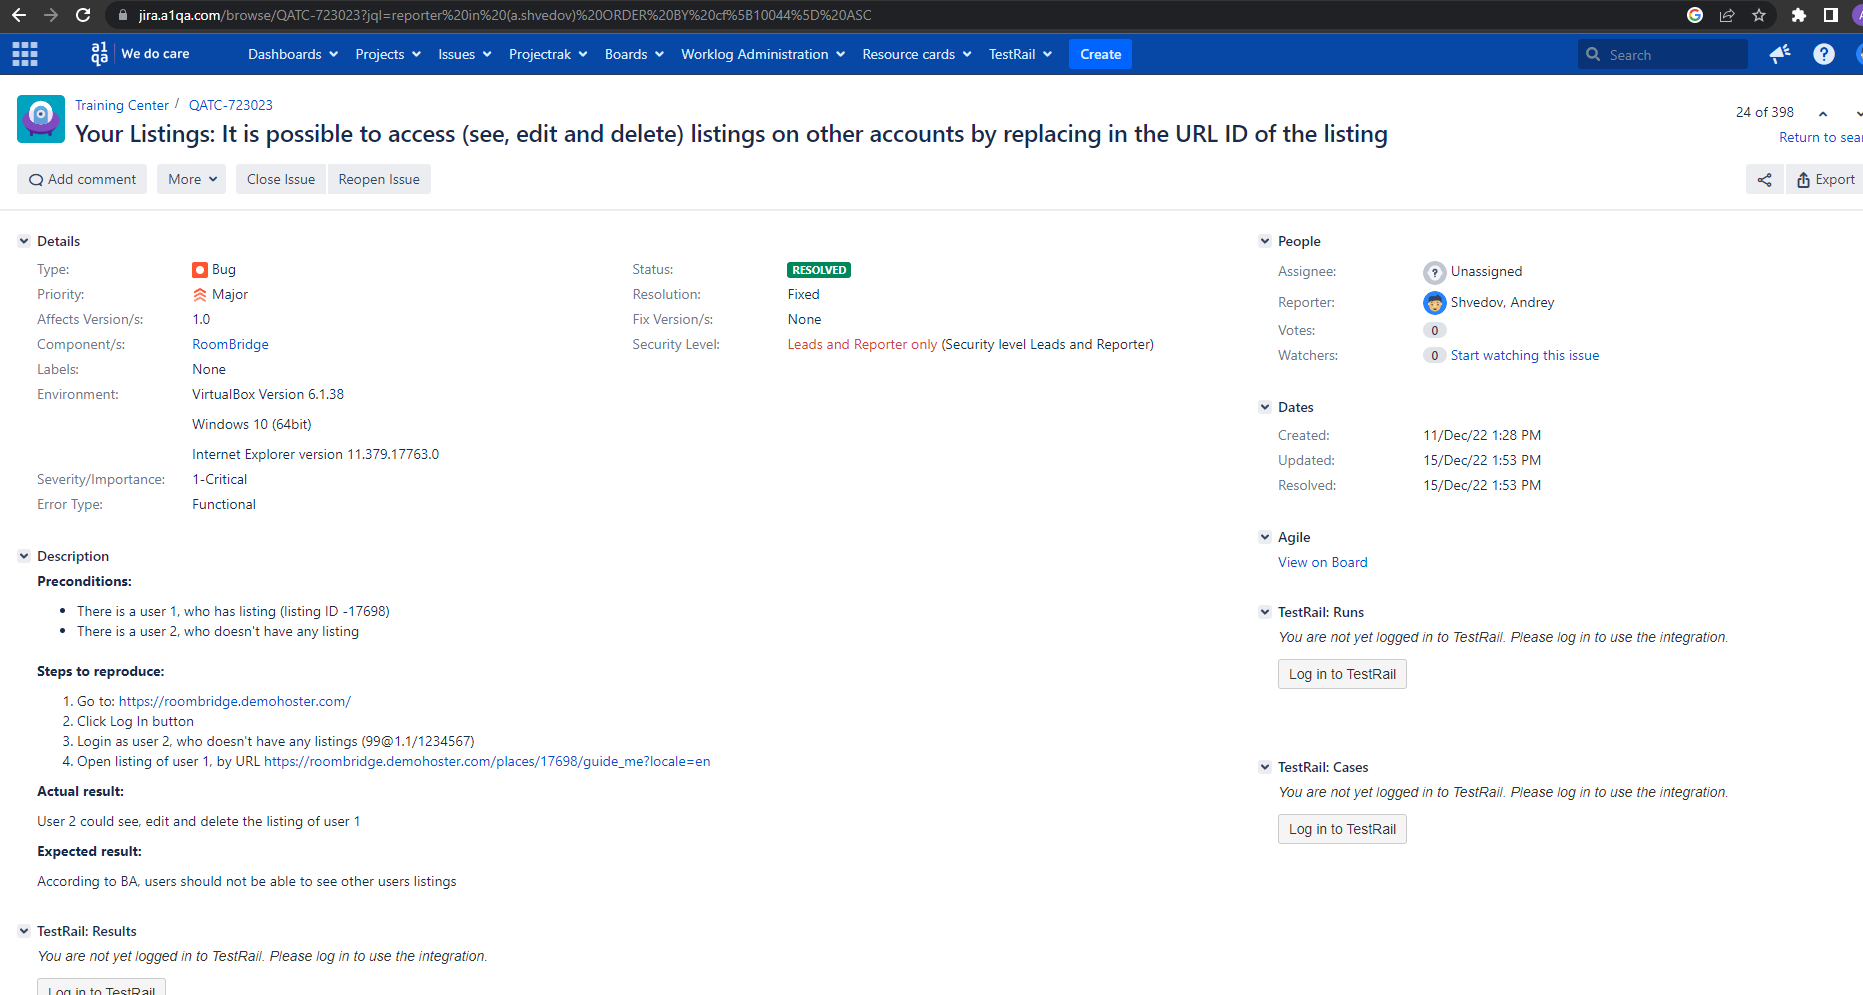 jira.a1qa.com/browse/QATC-723023?jql=reporter%20in%20(a.shvedov)%20ORDER%20BY%20cf%5B10044%5D%20ASC
a1qa We do care Dashboards Projects Issues Projectrak Boards Worklog Administration Resource cards TestRail Create Search
Training Center / QATC-723023
Your Listings: It is possible to access (see, edit and delete) listings on other accounts by replacing in the URL ID of the listing
24 of 398
Return to sear
Add comment More Close Issue Reopen Issue Export
Details
Type: Bug
Priority: Major
Affects Version/s: 1.0
Component/s: RoomBridge
Labels: None
Environment: VirtualBox Version 6.1.38
Windows 10 (64bit)
Internet Explorer version 11.379.17763.0
Severity/Importance: 1-Critical
Error Type: Functional
Status: RESOLVED
Resolution: Fixed
Fix Version/s: None
Security Level: Leads and Reporter only (Security level Leads and Reporter)
Description
Preconditions:
• There is a user 1, who has listing (listing ID -17698)
• There is a user 2, who doesn't have any listing
Steps to reproduce:
1. Go to: https://roombridge.demohoster.com/
2. Click Log In button
3. Login as user 2, who doesn't have any listings (99@1.1/1234567)
4. Open listing of user 1, by URL https://roombridge.demohoster.com/places/17698/guide_me?locale=en
Actual result:
User 2 could see, edit and delete the listing of user 1
Expected result:
According to BA, users should not be able to see other users listings
TestRail: Results
You are not yet logged in to TestRail. Please log in to use the integration.
Log in to TestRail
People
Assignee: Unassigned
Reporter: Shvedov, Andrey
Votes: 0
Watchers: 0 Start watching this issue
Dates
Created: 11/Dec/22 1:28 PM
Updated: 15/Dec/22 1:53 PM
Resolved: 15/Dec/22 1:53 PM
Agile
View on Board
TestRail: Runs
You are not yet logged in to TestRail. Please log in to use the integration.
Log in to TestRail
TestRail: Cases
You are not yet logged in to TestRail. Please log in to use the integration.
Log in to TestRail